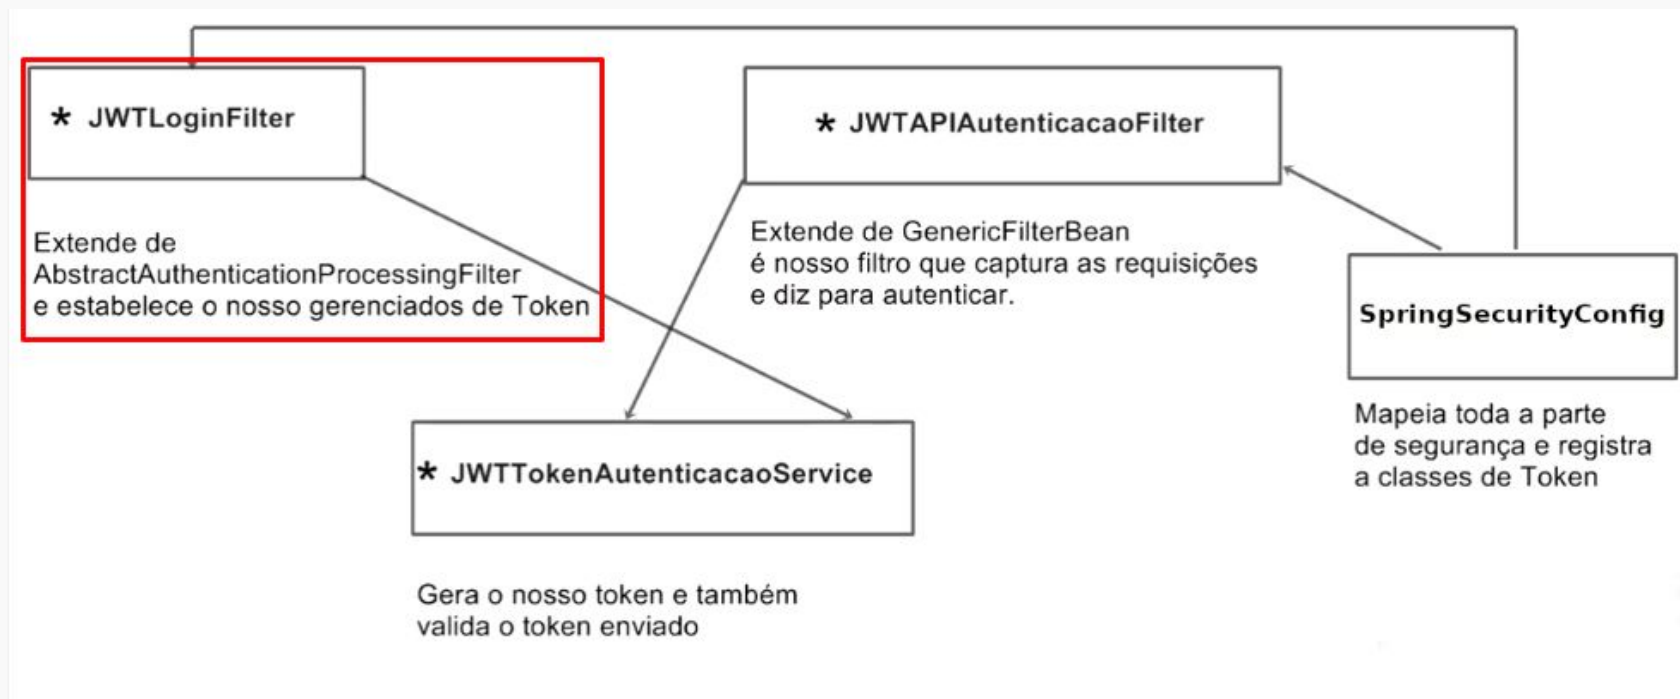 * JWTLoginFilter
Extende de
AbstractAuthenticationProcessingFilter
e estabelece o nosso gerenciados de Token
* JWTAPIAutenticacaoFilter
Extende de GenericFilterBean
é nosso filtro que captura as requisições
e diz para autenticar.
SpringSecurityConfig
Mapeia toda a parte
de segurança e registra
a classes de Token
* JWTTokenAutenticacaoService
Gera o nosso token e também
valida o token enviado